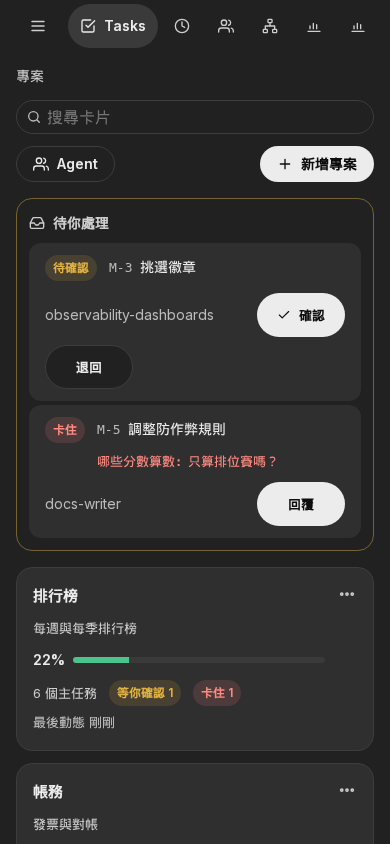 Tasks
專案
搜尋卡片
Agent
新增專案
待你處理
待確認 M-3 挑選徽章
observability-dashboards
確認
退回
卡住 M-5 調整防作弊規則
哪些分數算數: 只算排位賽嗎？
docs-writer
回覆
排行榜
每週與每季排行榜
22%
6 個主任務 等你確認 1 卡住 1
最後動態 剛剛
帳務
發票與對帳